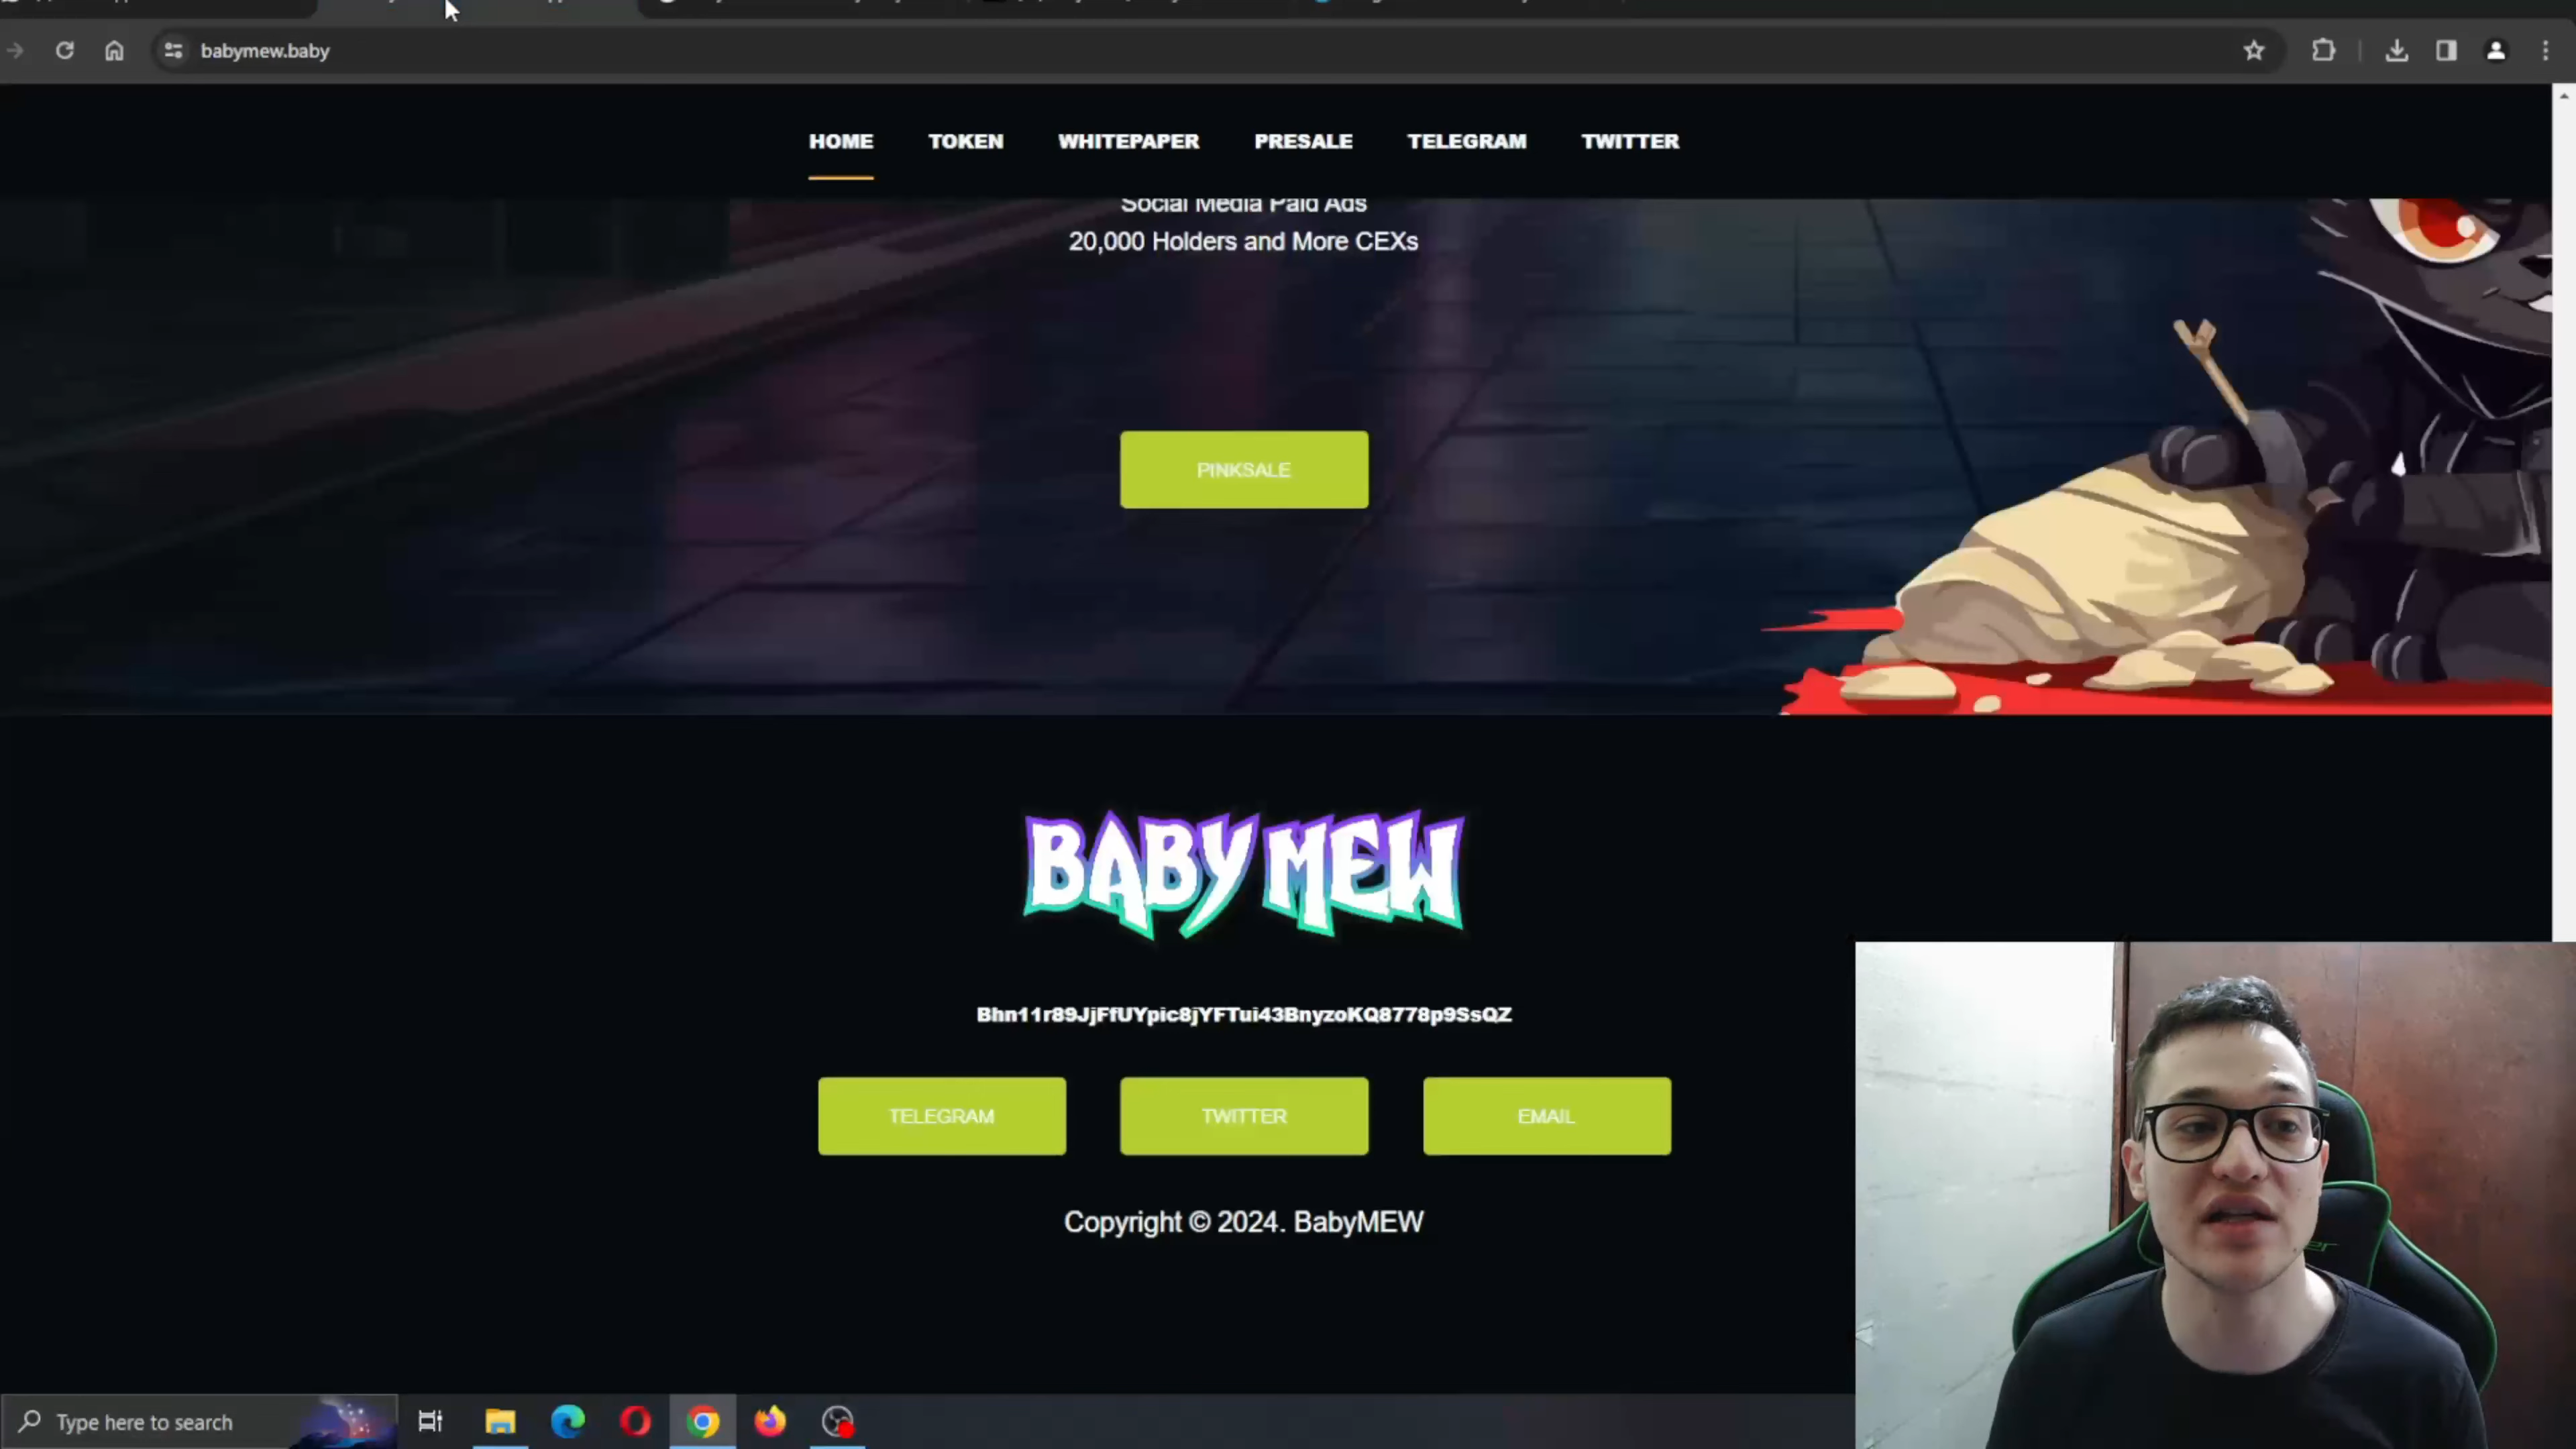 babymew.baby
HOME TOKEN WHITEPAPER PRESALE TELEGRAM TWITTER
Social Media Paid Ads
20,000 Holders and More CEXs
PINKSALE
BABY MEW
Bhn11r89JjFfUYpic8jYFTui43BnyzoKQ8778p9SsQZ
TELEGRAM TWITTER EMAIL
Copyright © 2024. BabyMEW
Type here to search